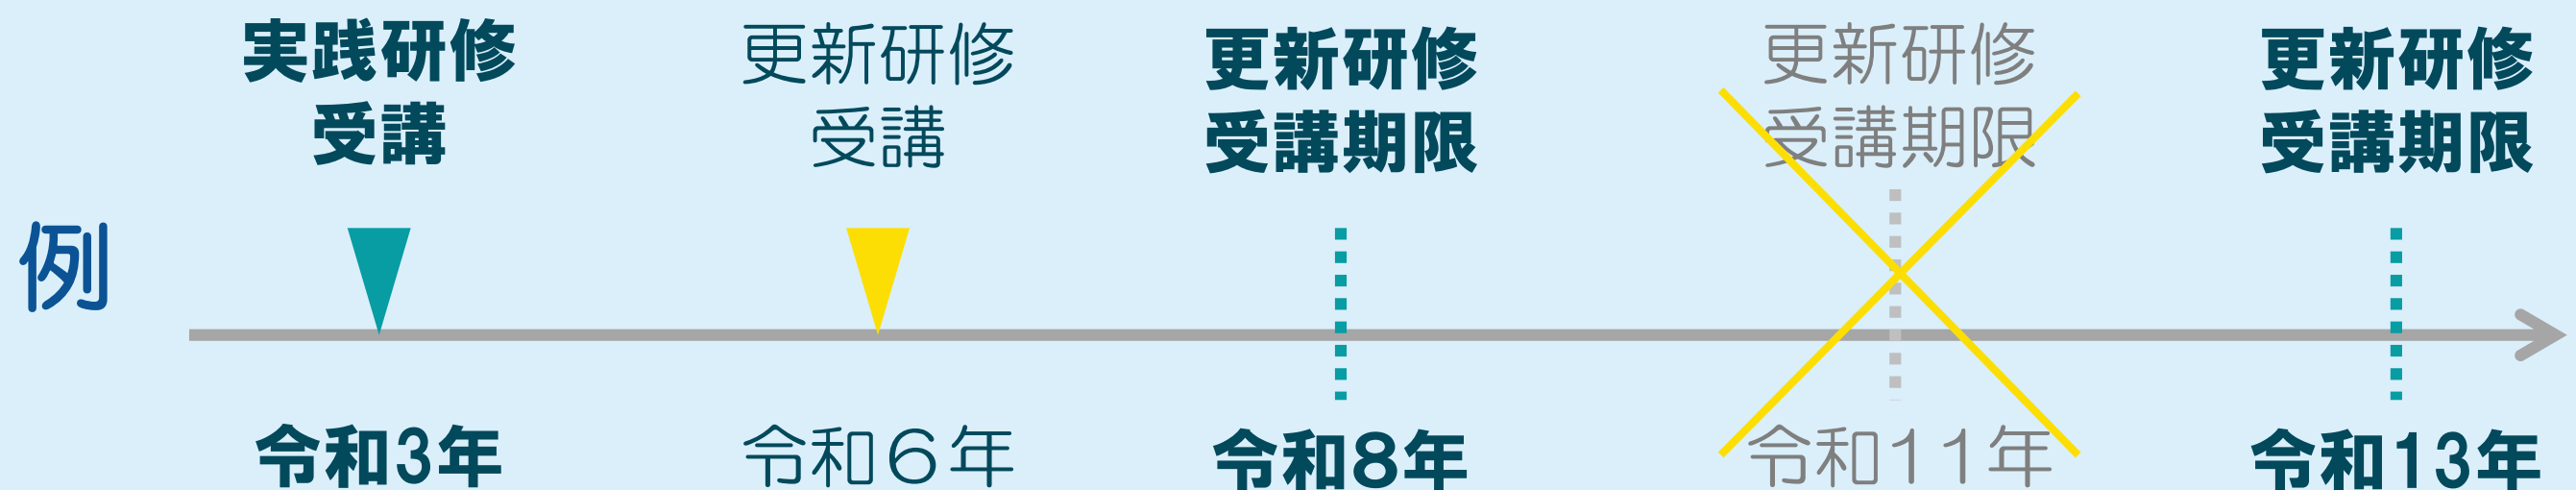 例
実践研修
受講
令和3年
更新研修
受講
令和６年
更新研修
受講期限
令和8年
更新研修
受講期限
令和11年
更新研修
受講期限
令和13年